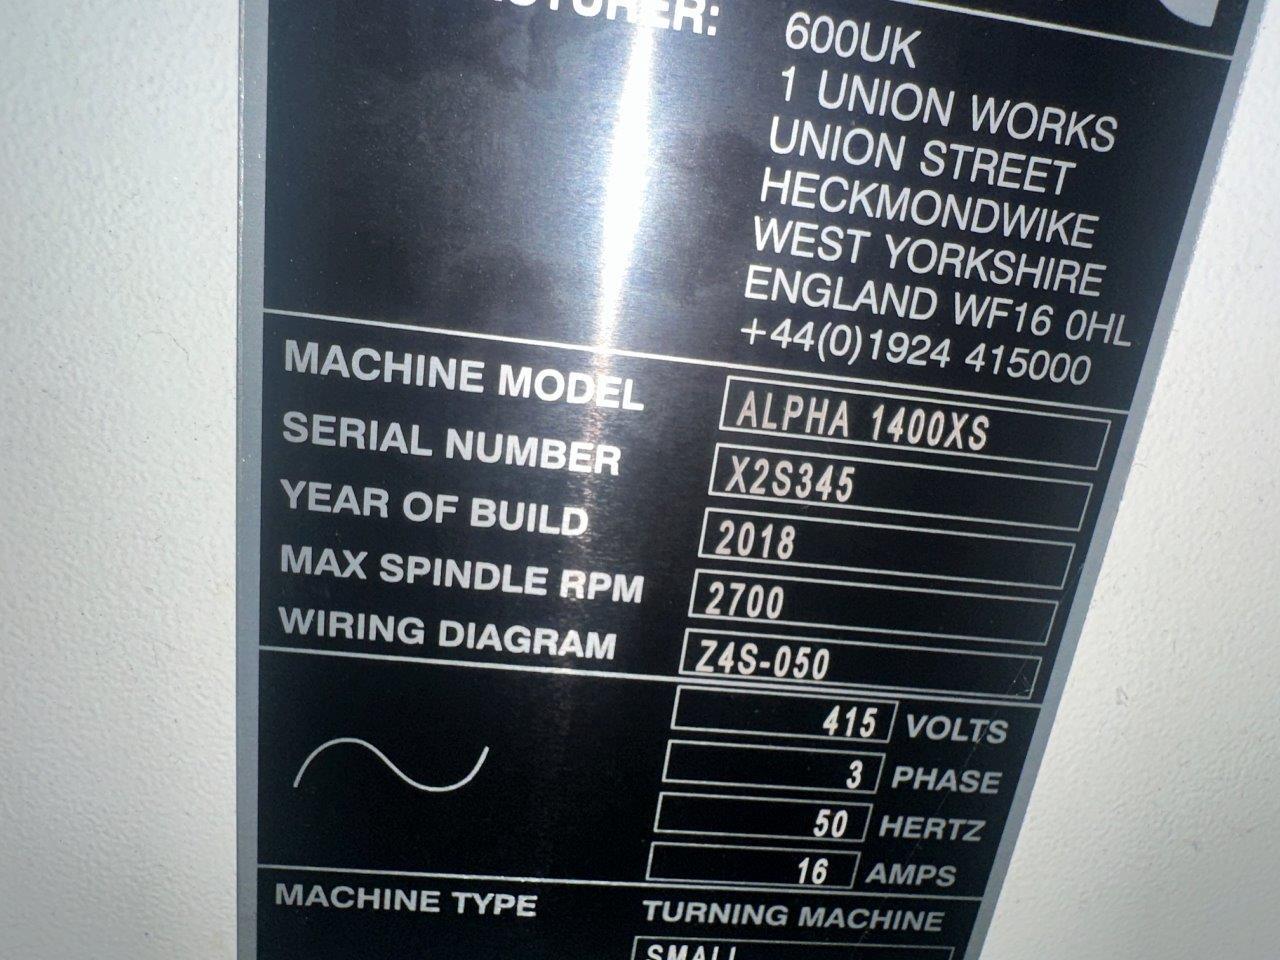 600UK
1 UNION WORKS
UNION STREET
HECKMONDWIKE
WEST YORKSHIRE
ENGLAND WF16 0HL
+44(0)1924 415000
MACHINE MODEL ALPHA 1400XS
SERIAL NUMBER X2S345
YEAR OF BUILD 2018
MAX SPINDLE RPM 2700
WIRING DIAGRAM Z4S-050
415 VOLTS
3 PHASE
50 HERTZ
16 AMPS
MACHINE TYPE TURNING MACHINE
SMALL